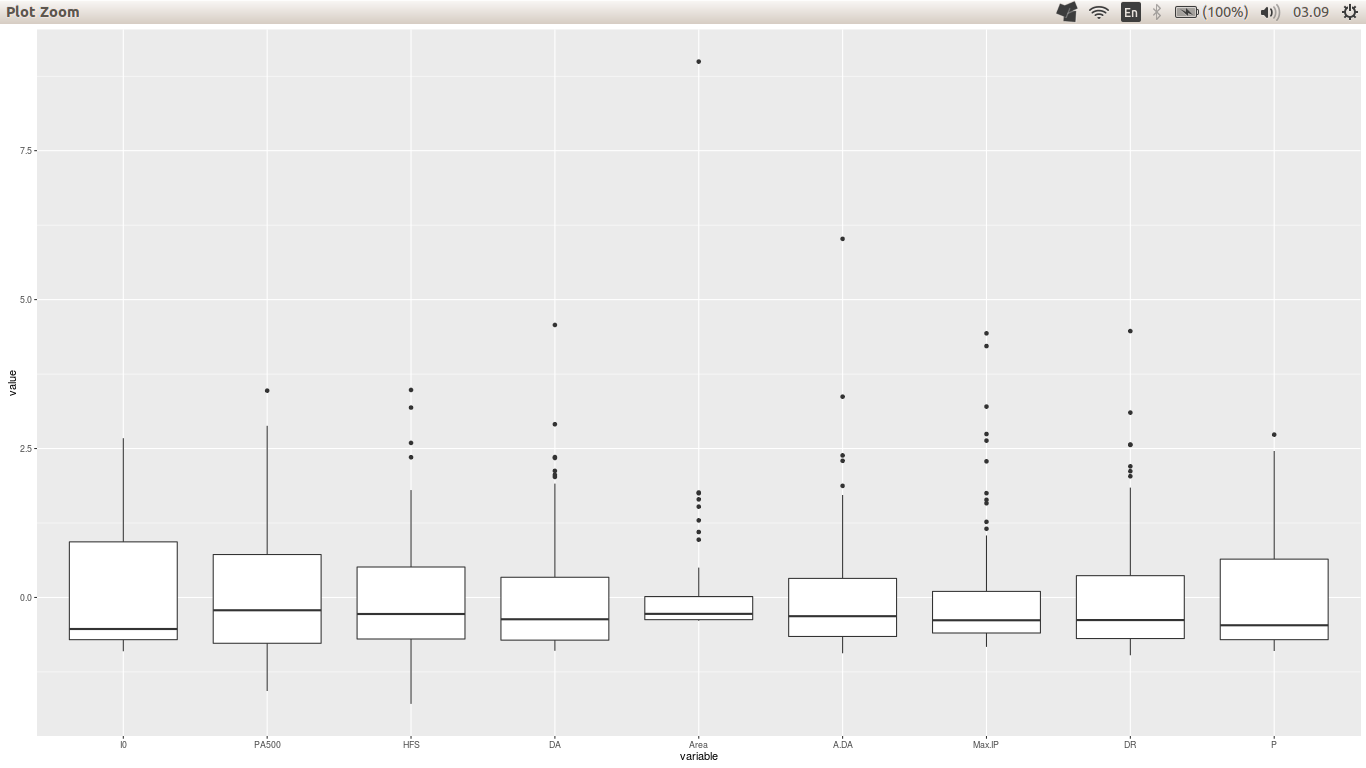 Plot Zoom
En
(100%)
03.09
7.5
5.0
value
2.5
0.0
I0
PA500
HFS
DA
Area
A.DA
Max.IP
DR
P
variable